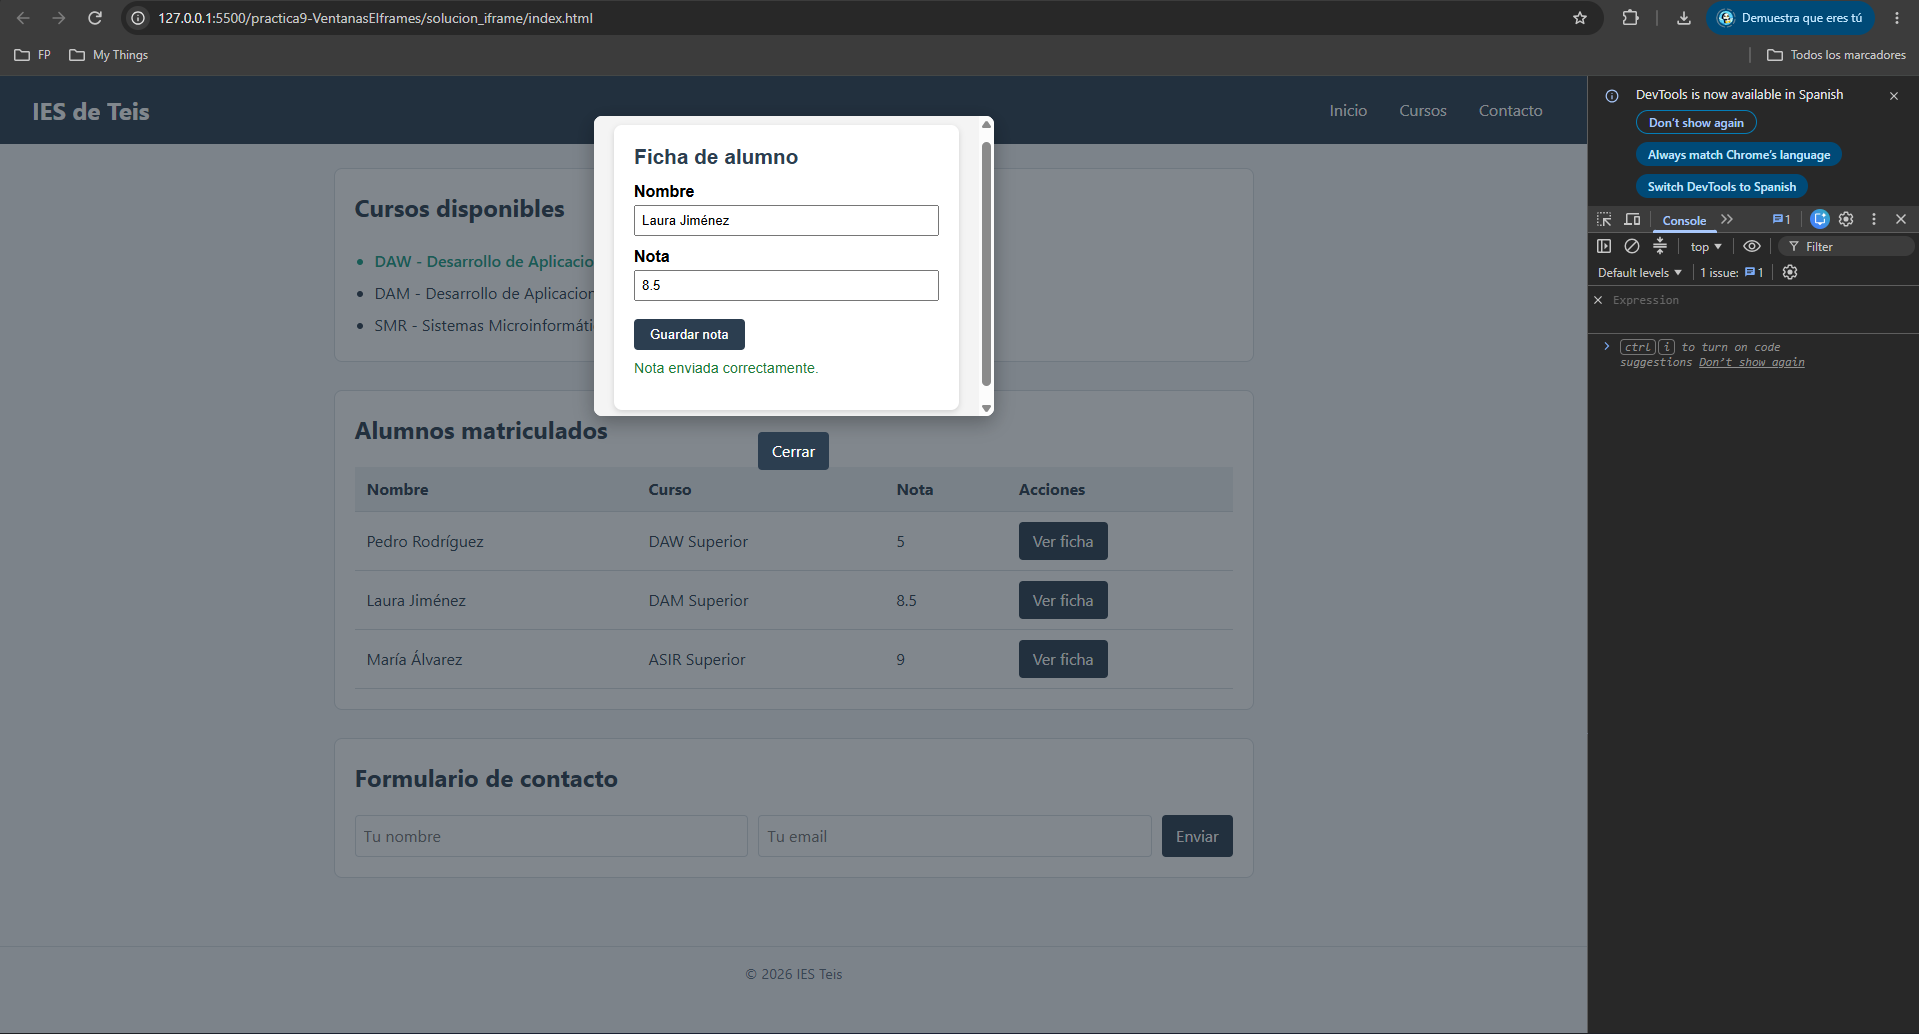 127.0.0.1:5500/practica9-VentanasEIframes/solucion_iframe/index.html
Demuestra que eres tú
FP
My Things
Todos los marcadores
IES de Teis
Inicio
Cursos
Contacto
Cursos disponibles
DAW - Desarrollo de Aplicacio
DAM - Desarrollo de Aplicacion
SMR - Sistemas Microinformáti
Ficha de alumno
Nombre
Laura Jiménez
Nota
8.5
Guardar nota
Nota enviada correctamente.
Cerrar
Alumnos matriculados
Nombre Curso Nota Acciones
Pedro Rodríguez DAW Superior 5 Ver ficha
Laura Jiménez DAM Superior 8.5 Ver ficha
María Álvarez ASIR Superior 9 Ver ficha
Formulario de contacto
Tu nombre
Tu email
Enviar
© 2026 IES Teis
DevTools is now available in Spanish
Don't show again
Always match Chrome's language
Switch DevTools to Spanish
Console
1
top
Filter
Default levels
1 issue: 1
Expression
ctrl i to turn on code
suggestions Don't show again